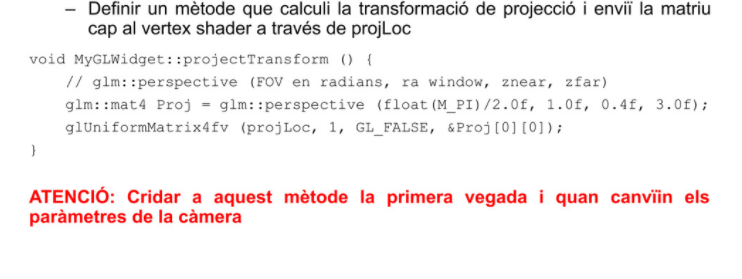 – Definir un mètode que calculi la transformació de projecció i enviï la matriu
cap al vertex shader a través de projLoc
void MyGLWidget::projectTransform () {
// glm::perspective (FOV en radians, ra window, znear, zfar)
glm::mat4 Proj = glm::perspective (float(M_PI)/2.0f, 1.0f, 0.4f, 3.0f);
glUniformMatrix4fv (projLoc, 1, GL_FALSE, &Proj[0][0]);
}
ATENCIÓ: Cridar a aquest mètode la primera vegada i quan canvïin els
paràmetres de la càmera